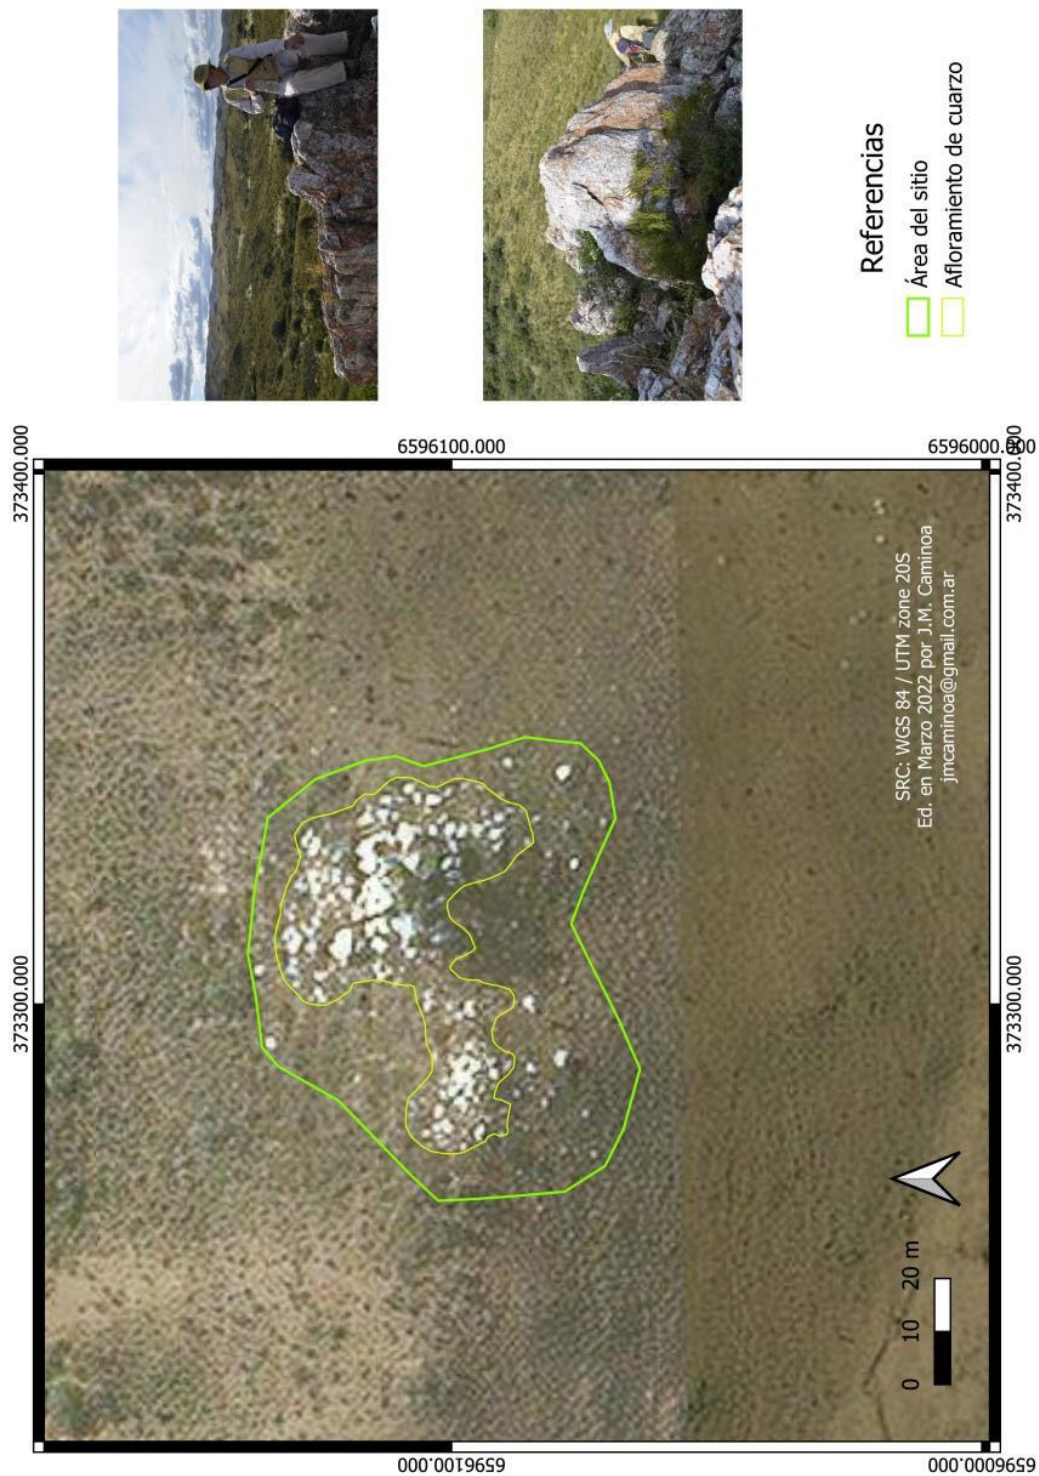 Referencias
Área del sitio
Afloramiento de cuarzo
373300.000
373400.000
6596100.000
6596100.000
6596000.000
6596000.000
373300.000
373400.000
0 10 20 m
SRC: WGS 84 / UTM zone 20S
Ed. en Marzo 2022 por J.M. Caminoa
jmcaminoa@gmail.com.ar